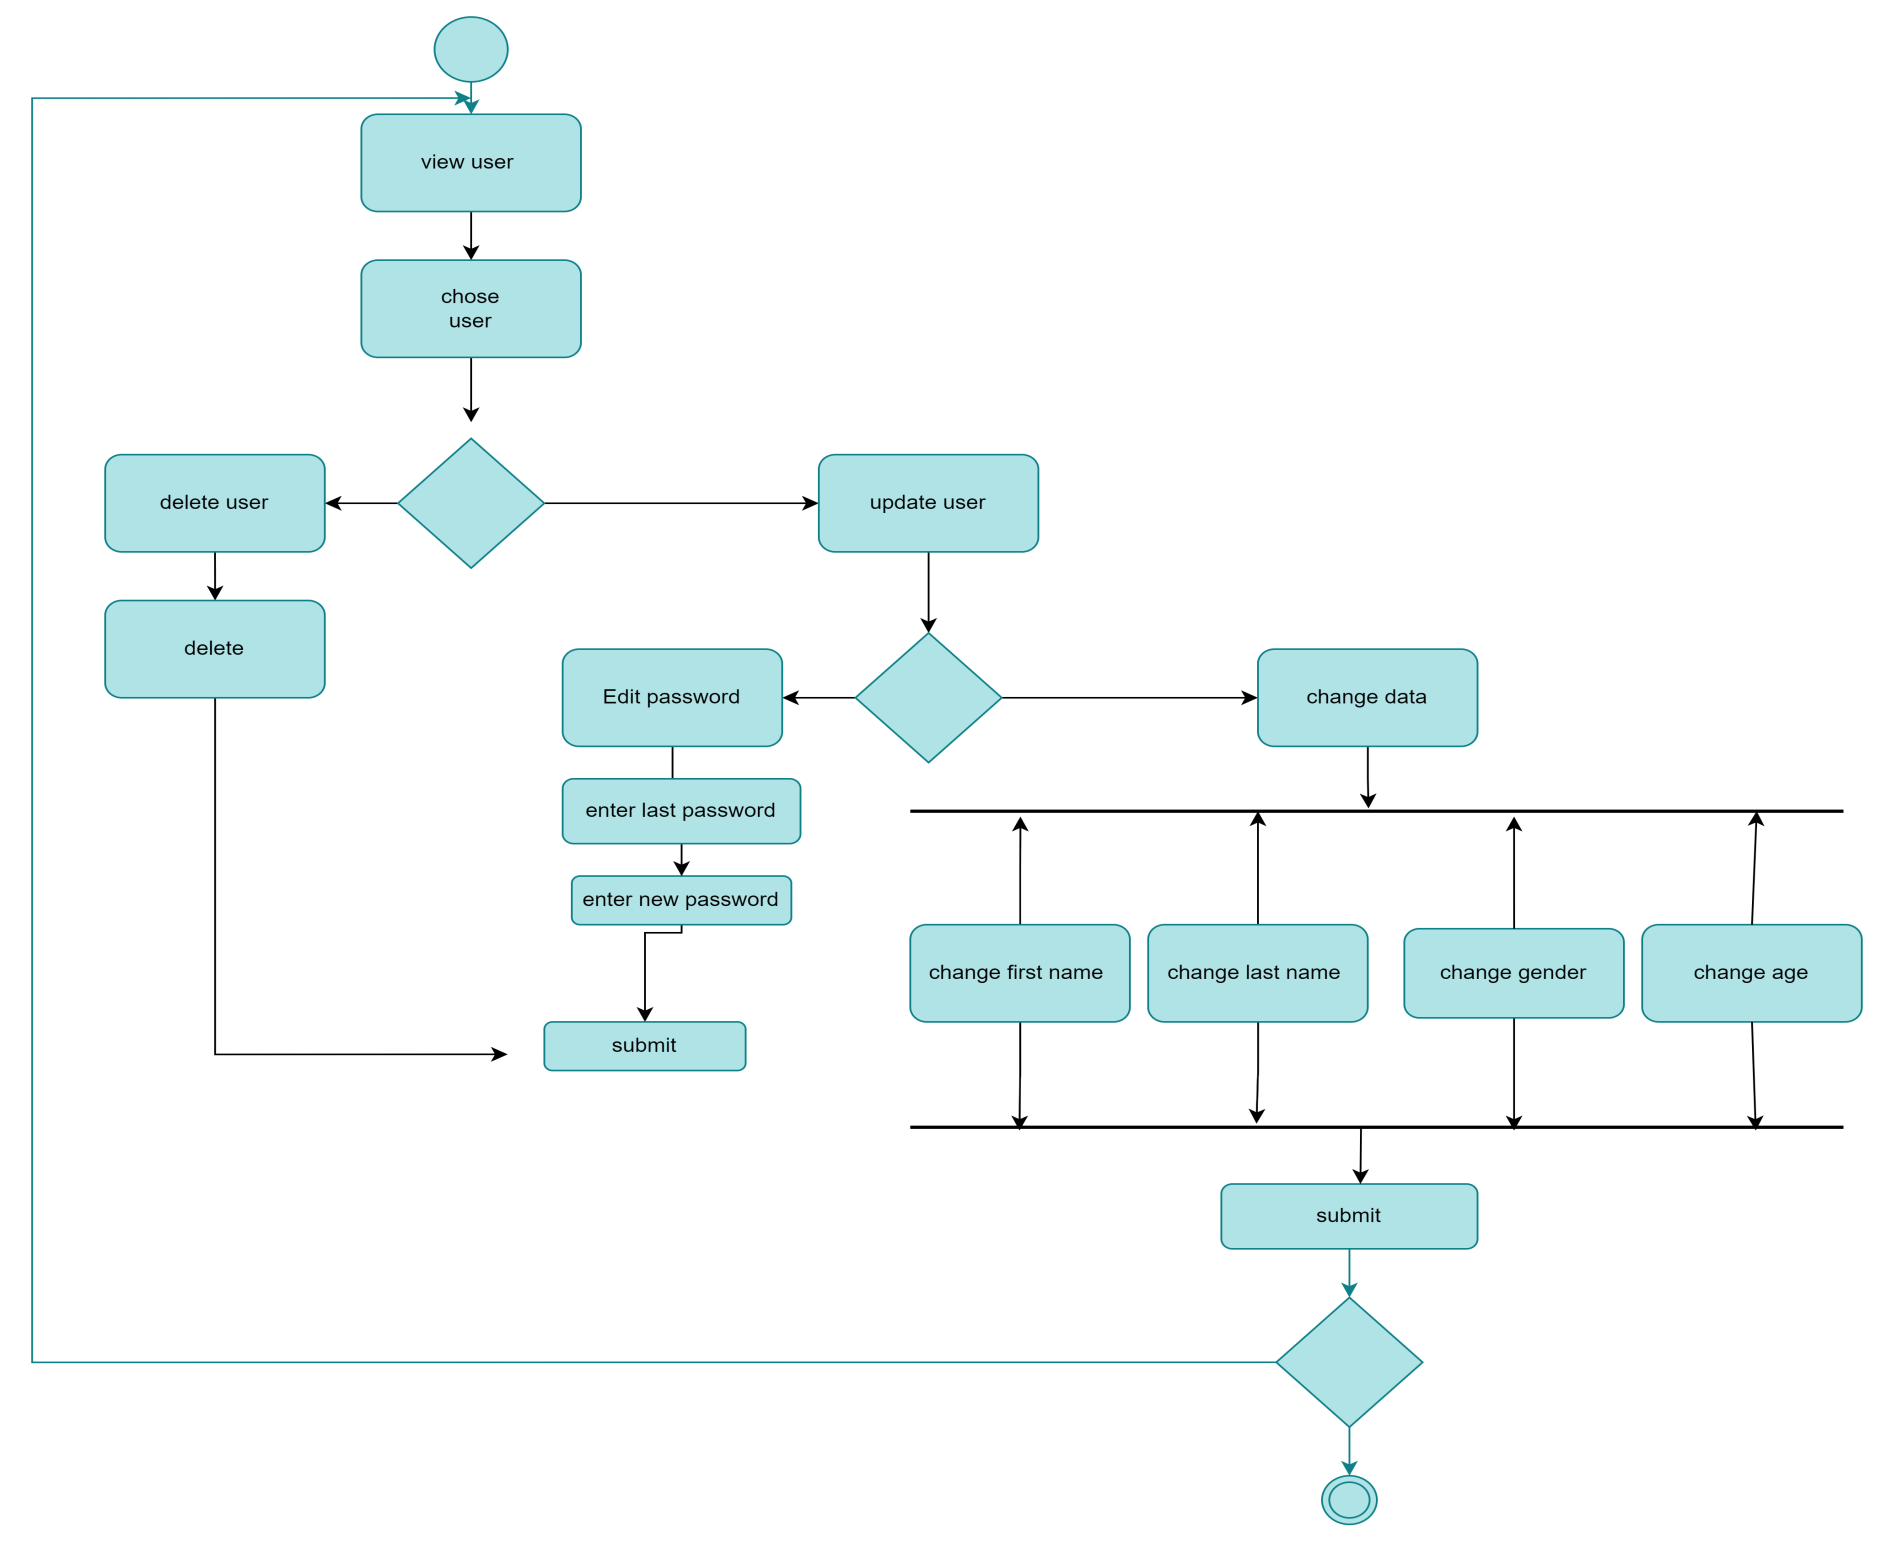 view user
chose
user
delete user
update user
delete
Edit password
change data
enter last password
enter new password
change first name
change last name
change gender
change age
submit
submit